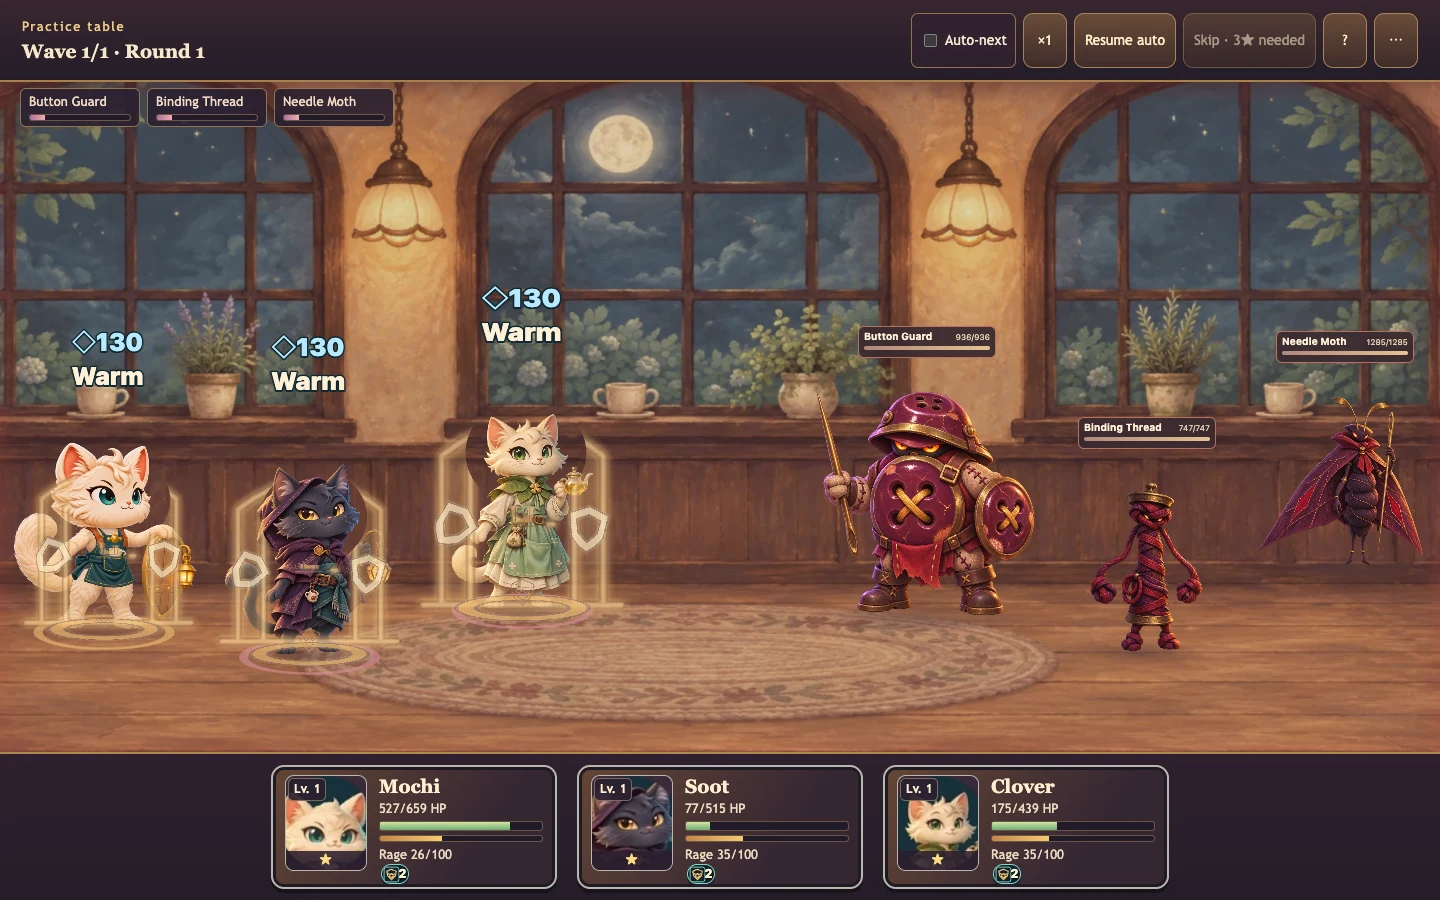 Practice table
Wave 1/1 · Round 1
Auto-next
×1
Resume auto
Skip · 3★ needed
?
...
Button Guard
Binding Thread
Needle Moth
◇130
Warm
◇130
Warm
◇130
Warm
Button Guard 936/936
Binding Thread 747/747
Needle Moth 1285/1285
Lv. 1
Mochi
527/659 HP
Rage 26/100
2
Lv. 1
Soot
77/515 HP
Rage 35/100
2
Lv. 1
Clover
175/439 HP
Rage 35/100
2